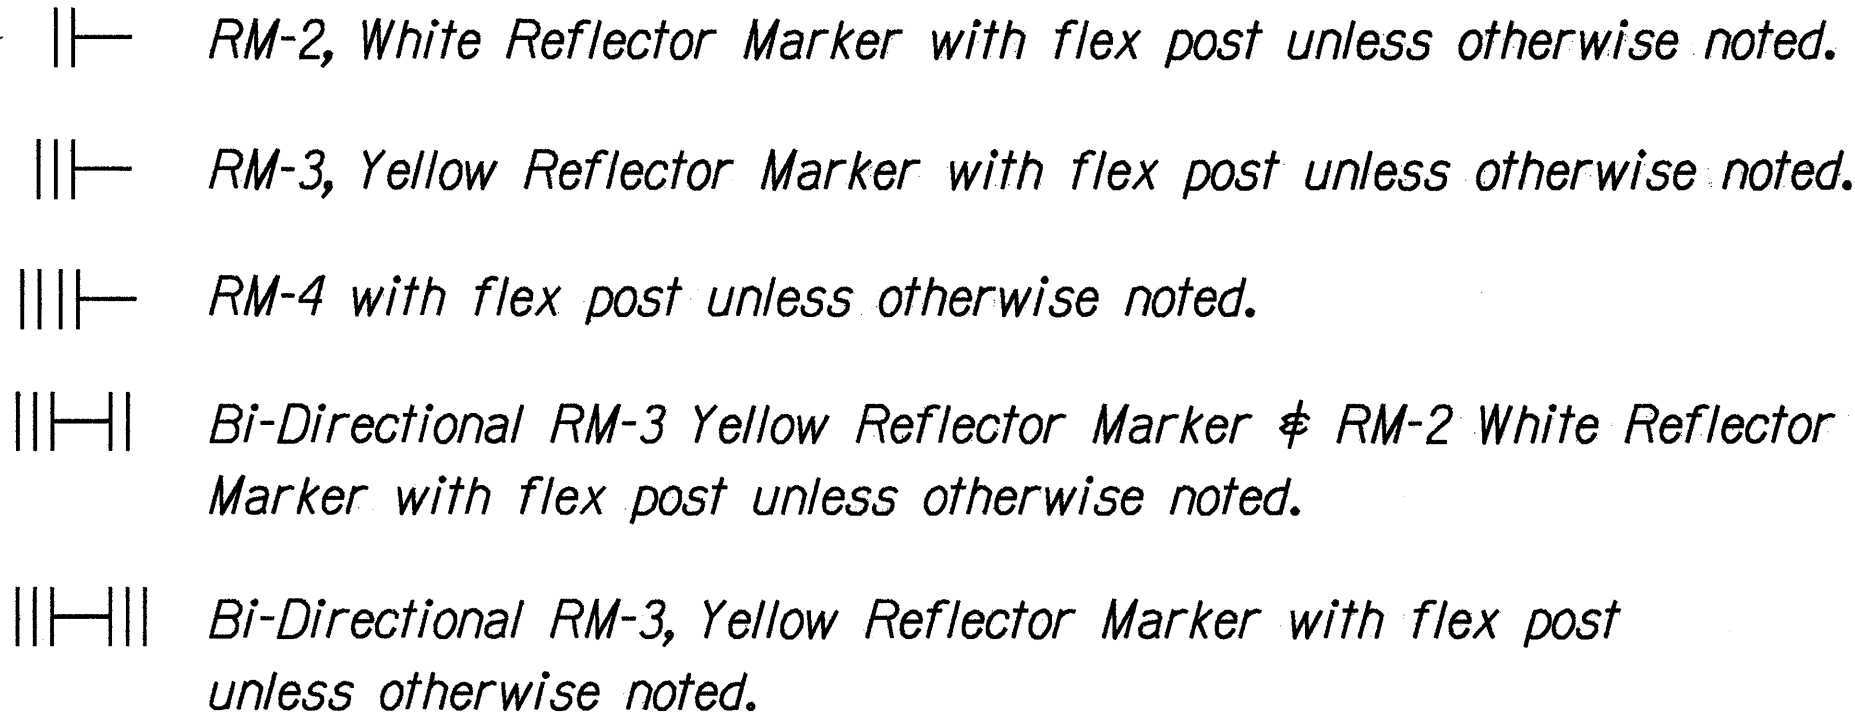 RM-2, White Reflector Marker with flex post unless otherwise noted.
RM-3, Yellow Reflector Marker with flex post unless otherwise noted.
RM-4 with flex post unless otherwise noted.
Bi-Directional RM-3 Yellow Reflector Marker & RM-2 White Reflector
Marker with flex post unless otherwise noted.
Bi-Directional RM-3, Yellow Reflector Marker with flex post
unless otherwise noted.